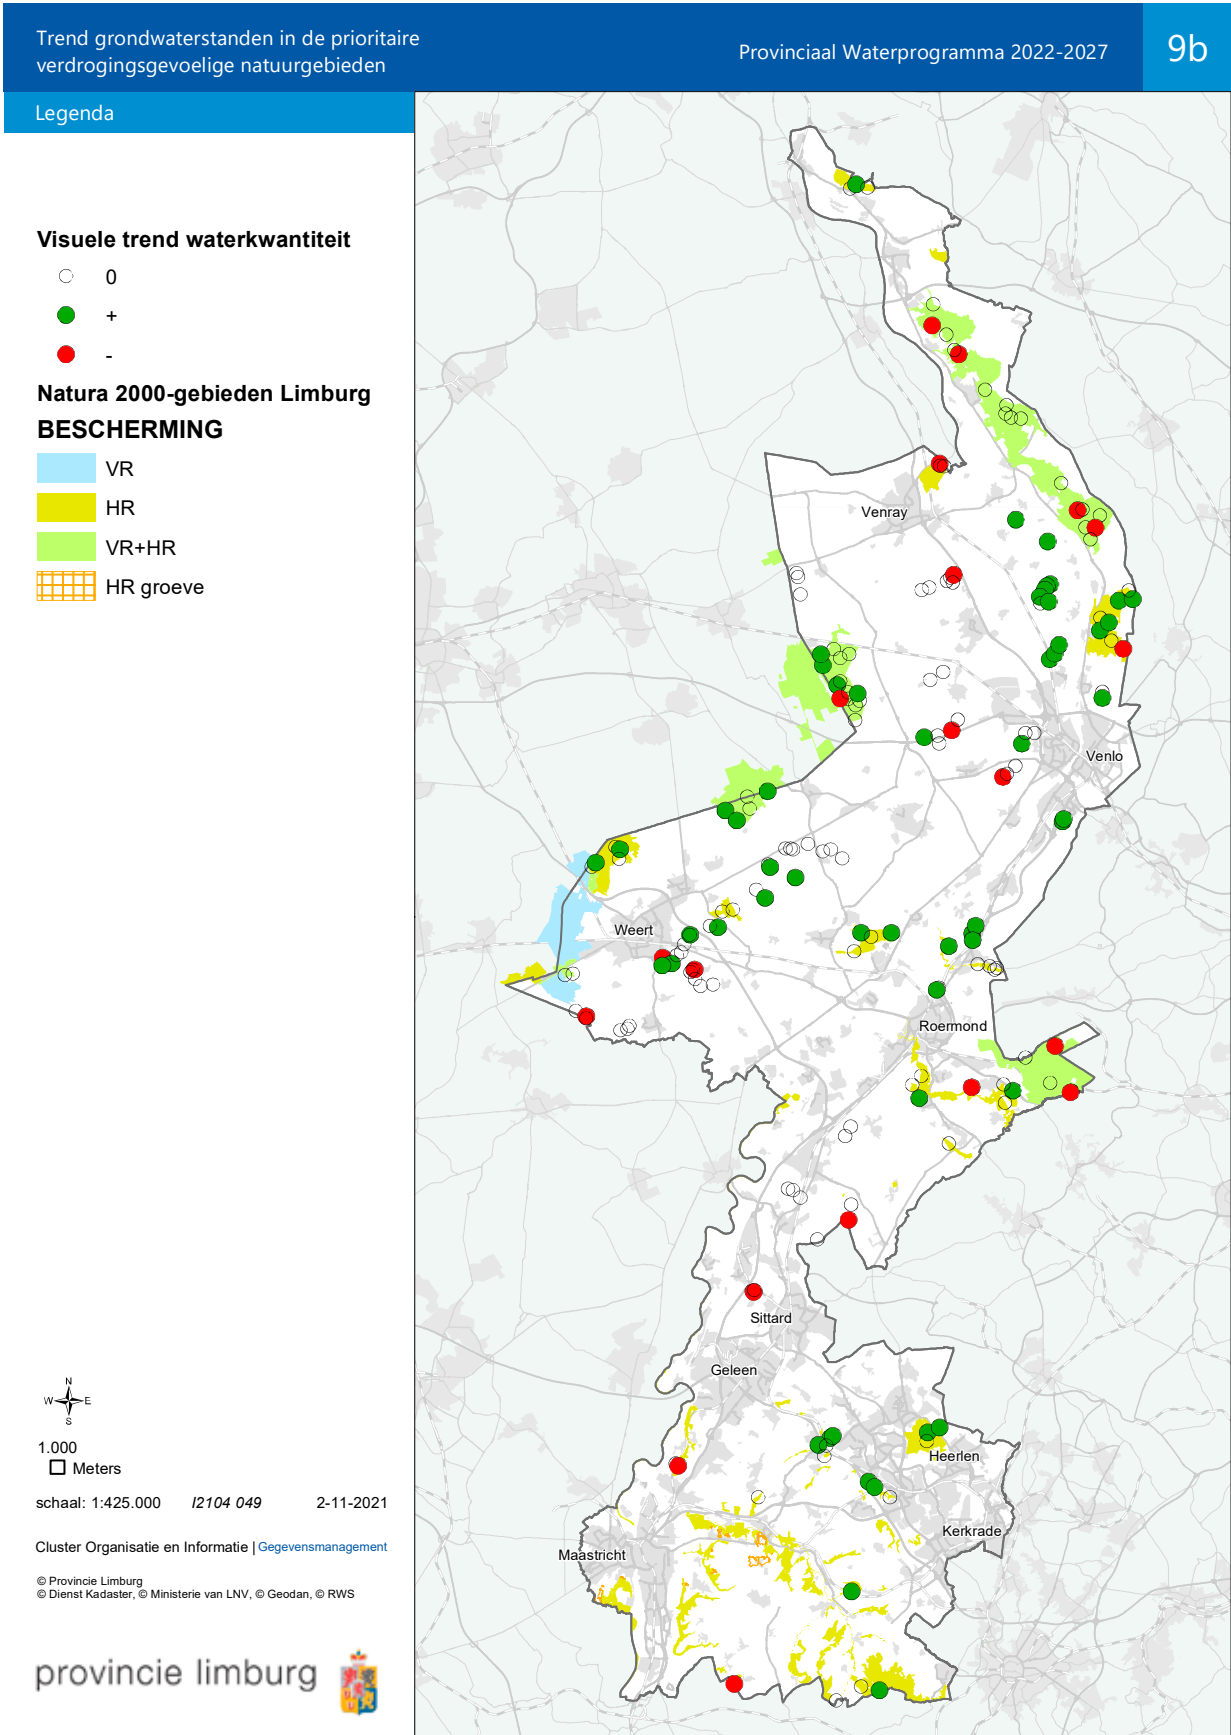 Trend grondwaterstanden in de prioritaire
verdrogingsgevoelige natuurgebieden
Provinciaal Waterprogramma 2022-2027
9b
Legenda
Visuele trend waterkwantiteit
0
+
-
Natura 2000-gebieden Limburg
BESCHERMING
VR
HR
VR+HR
HR groeve
N
W E
S
1.000
Meters
schaal: 1:425.000 I2104 049 2-11-2021
Cluster Organisatie en Informatie | Gegevensmanagement
© Provincie Limburg
© Dienst Kadaster, © Ministerie van LNV, © Geodan, © RWS
provincie limburg
Venray
Venlo
Weert
Roermond
Sittard
Geleen
Heerlen
Kerkrade
Maastricht